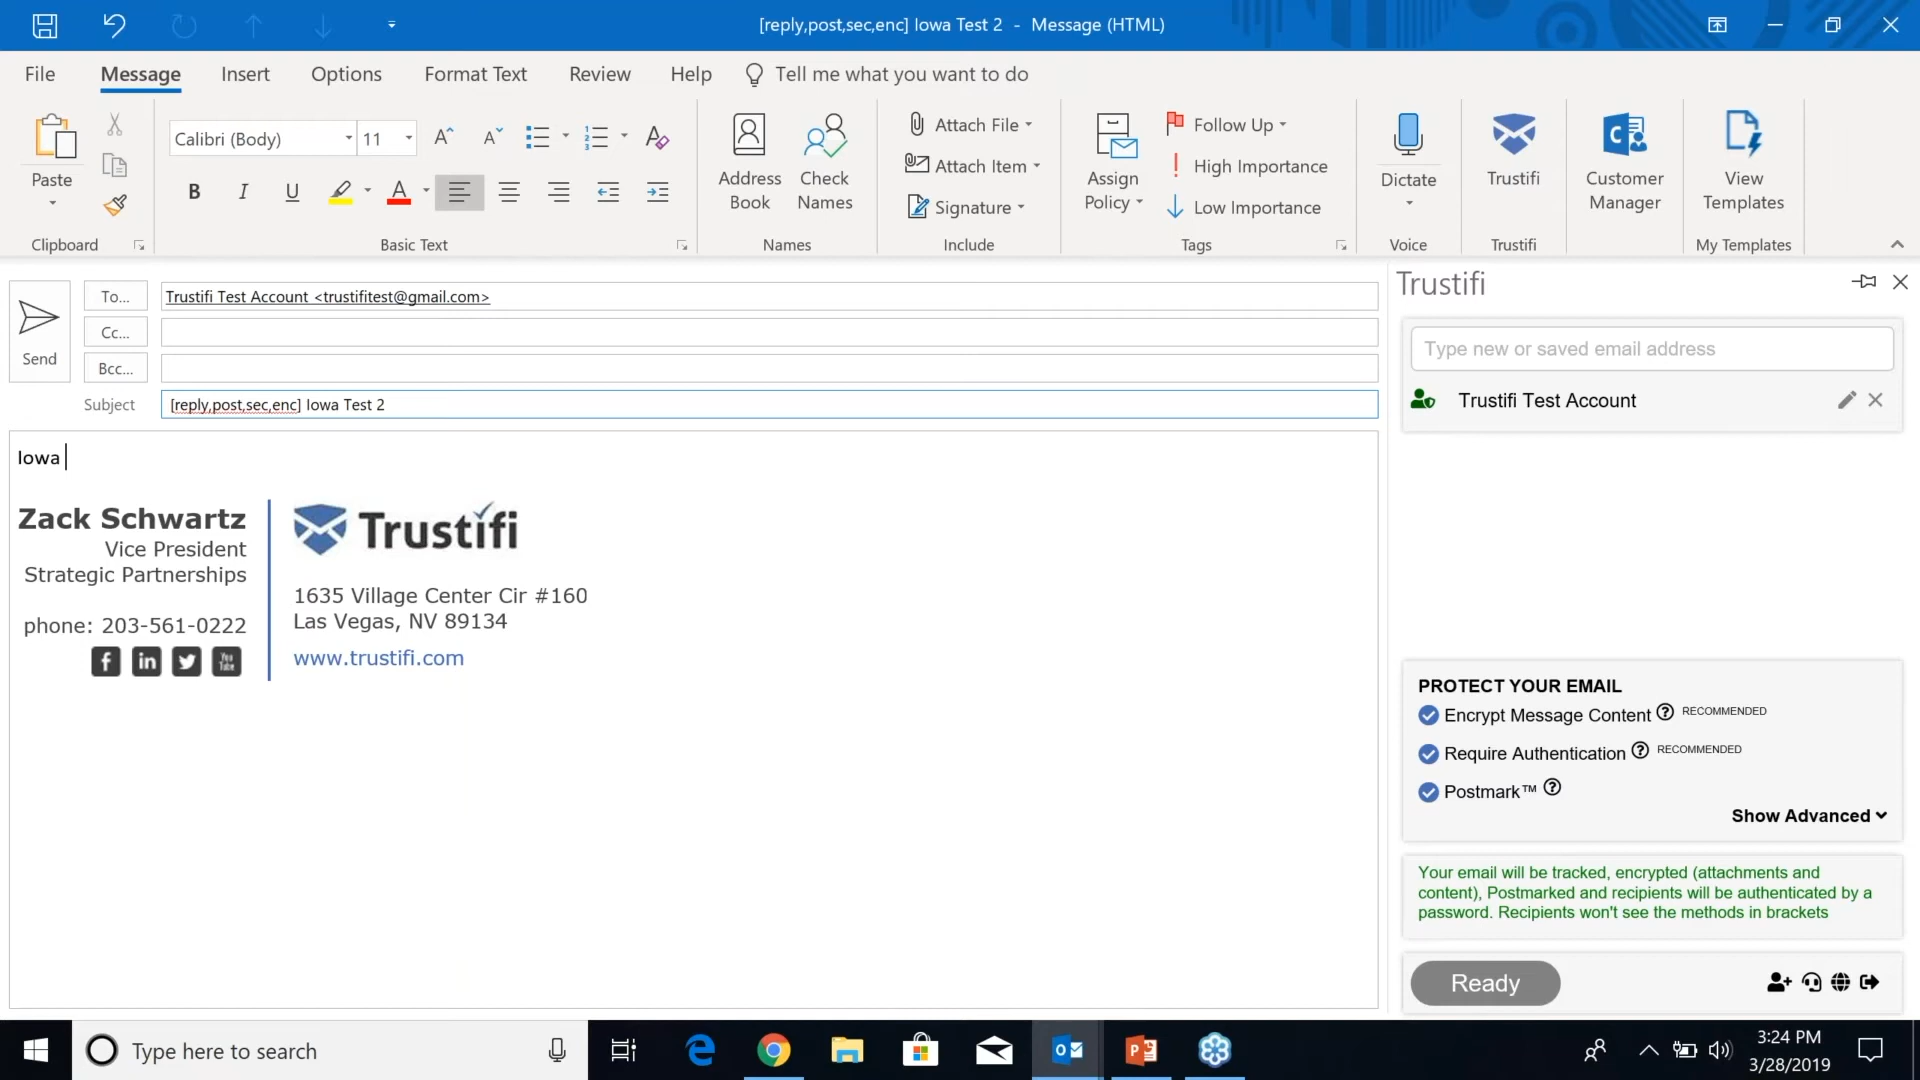 [reply,post,sec,enc] Iowa Test 2 - Message (HTML)
File Message Insert Options Format Text Review Help Tell me what you want to do
Paste
Clipboard
Calibri (Body) 11
B I U A
Basic Text
Address Book
Check Names
Names
Attach File
Attach Item
Signature
Include
Assign Policy
Follow Up
High Importance
Low Importance
Tags
Dictate
Voice
Trustifi
Trustifi
Customer Manager
View Templates
My Templates
Send
To... Trustifi Test Account <trustifitest@gmail.com>
Cc...
Bcc...
Subject [reply,post,sec,enc] Iowa Test 2
Iowa
Zack Schwartz
Vice President
Strategic Partnerships
phone: 203-561-0222
f in You Tube
Trustifi
1635 Village Center Cir #160
Las Vegas, NV 89134
www.trustifi.com
Trustifi
Type new or saved email address
Trustifi Test Account
PROTECT YOUR EMAIL
Encrypt Message Content RECOMMENDED
Require Authentication RECOMMENDED
Postmark™
Show Advanced
Your email will be tracked, encrypted (attachments and
content), Postmarked and recipients will be authenticated by a
password. Recipients won't see the methods in brackets
Ready
Type here to search
3:24 PM
3/28/2019